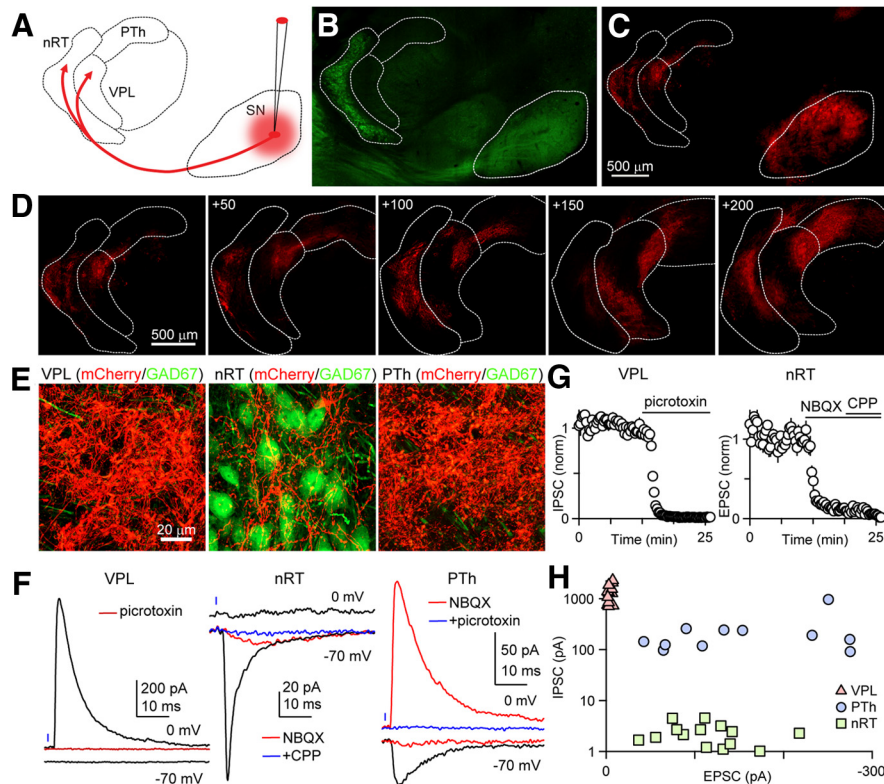 A
nRT
PTh
VPL
SN
B
C
500 μm
D
+50
+100
+150
+200
500 μm
E
VPL (mCherry/GAD67)
nRT (mCherry/GAD67)
PTh (mCherry/GAD67)
20 μm
G
VPL
picrotoxin
IPSC (norm)
1
0
0
Time (min)
25
nRT
NBQX
CPP
EPSC (norm)
1
0
0
Time (min)
25
F
VPL
picrotoxin
200 pA
10 ms
0 mV
-70 mV
nRT
0 mV
-70 mV
20 pA
10 ms
NBQX
+CPP
PTh
NBQX
+picrotoxin
50 pA
10 ms
0 mV
-70 mV
H
IPSC (pA)
1000
100
10
1
0
EPSC (pA)
-300
VPL
PTh
nRT